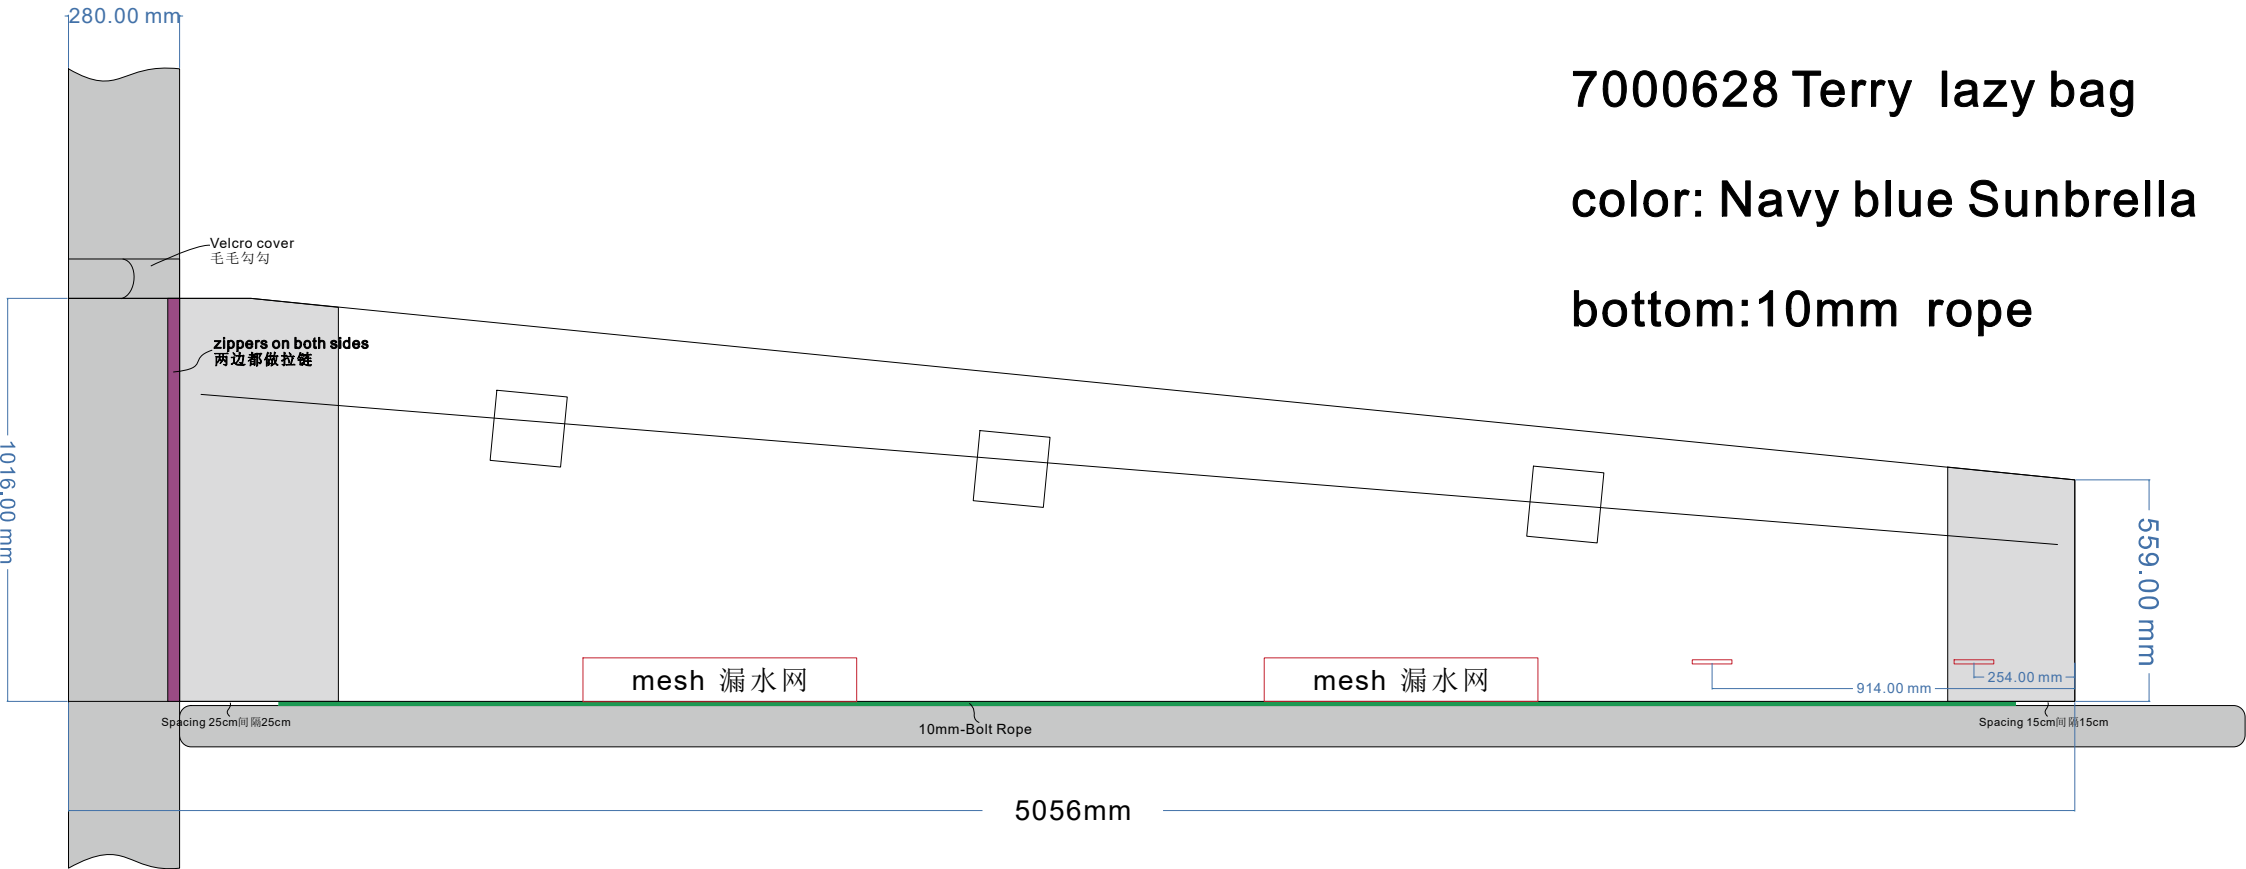 280.00 mm
7000628 Terry lazy bag
color: Navy blue Sunbrella
bottom:10mm rope
Velcro cover
毛毛勾勾
zippers on both sides
两边都做拉链
1016.00 mm
559.00 mm
mesh 漏水网
mesh 漏水网
254.00 mm
914.00 mm
Spacing 25cm间隔25cm
10mm-Bolt Rope
Spacing 15cm间隔15cm
5056mm